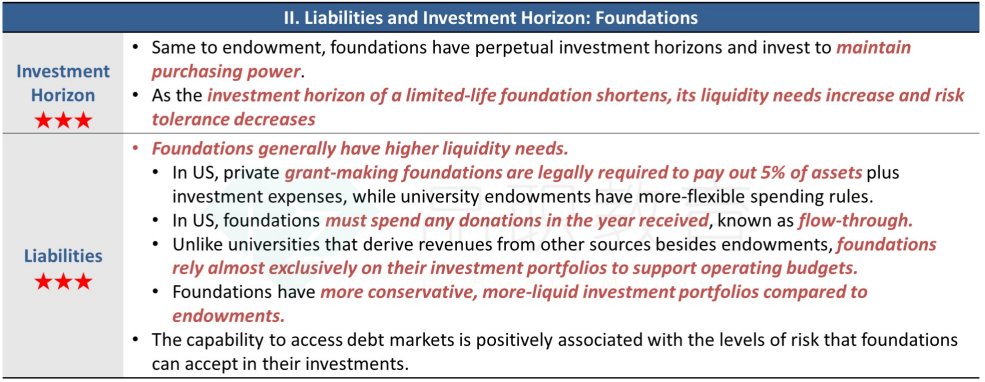 II. Liabilities and Investment Horizon: Foundations
Investment
Horizon
★★★
• Same to endowment, foundations have perpetual investment horizons and invest to maintain
purchasing power.
• As the investment horizon of a limited-life foundation shortens, its liquidity needs increase and risk
tolerance decreases
Liabilities
★★★
• Foundations generally have higher liquidity needs.
• In US, private grant-making foundations are legally required to pay out 5% of assets plus
investment expenses, while university endowments have more-flexible spending rules.
• In US, foundations must spend any donations in the year received, known as flow-through.
• Unlike universities that derive revenues from other sources besides endowments, foundations
rely almost exclusively on their investment portfolios to support operating budgets.
• Foundations have more conservative, more-liquid investment portfolios compared to
endowments.
• The capability to access debt markets is positively associated with the levels of risk that foundations
can accept in their investments.